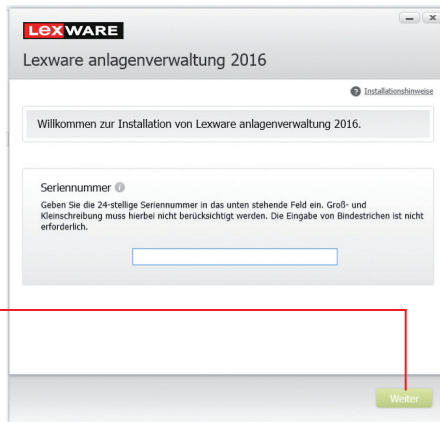 LEXWARE
Lexware anlagenverwaltung 2016
? Installationshinweise
Willkommen zur Installation von Lexware anlagenverwaltung 2016.
Seriennummer i
Geben Sie die 24-stellige Seriennummer in das unten stehende Feld ein. Groß- und
Kleinschreibung muss hierbei nicht berücksichtigt werden. Die Eingabe von Bindestrichen ist nicht
erforderlich.
Weiter